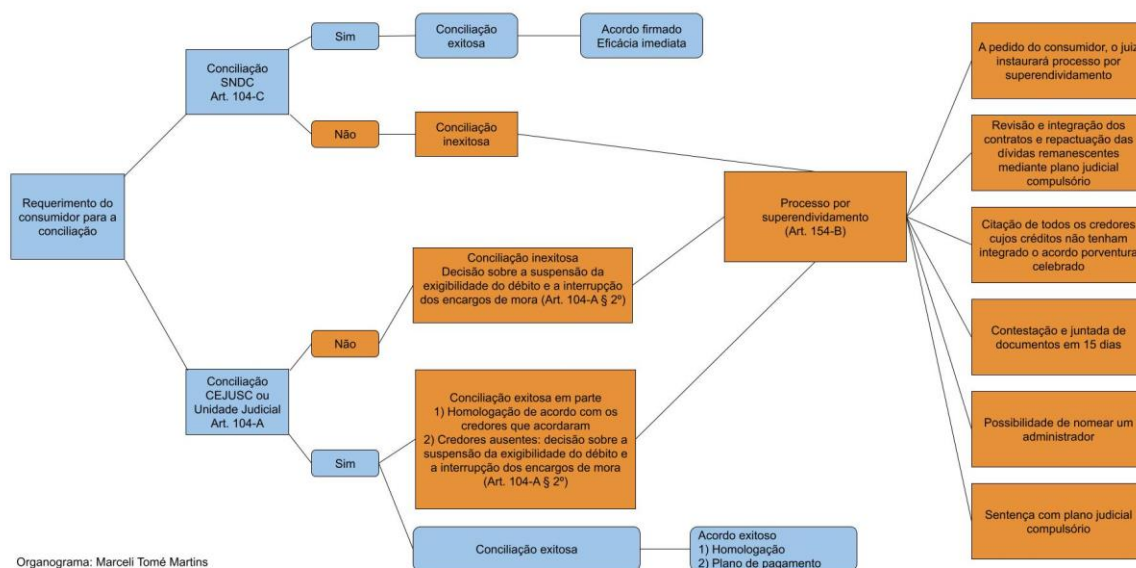 Requerimento do
consumidor para a
conciliação
Conciliação
SNDC
Art. 104-C
Sim
Conciliação
exitosa
Acordo firmado
Eficácia imediata
Não
Conciliação
inexitosa
Conciliação
CEJUSC ou
Unidade Judicial
Art. 104-A
Não
Conciliação inexitosa
Decisão sobre a suspensão da
exigibilidade do débito e a interrupção
dos encargos de mora (Art. 104-A § 2º)
Sim
Conciliação exitosa em parte
1) Homologação de acordo com os
credores que acordaram
2) Credores ausentes: decisão sobre a
suspensão da exigibilidade do débito e
a interrupção dos encargos de mora
(Art. 104-A § 2º)
Conciliação exitosa
Acordo exitoso
1) Homologação
2) Plano de pagamento
Processo por
superendividamento
(Art. 154-B)
A pedido do consumidor, o juiz
instaurará processo por
superendividamento
Revisão e integração dos
contratos e repactuação das
dívidas remanescentes
mediante plano judicial
compulsório
Citação de todos os credores
cujos créditos não tenham
integrado o acordo porventura
celebrado
Contestação e juntada de
documentos em 15 dias
Possibilidade de nomear um
administrador
Sentença com plano judicial
compulsório
Organograma: Marceli Tomé Martins